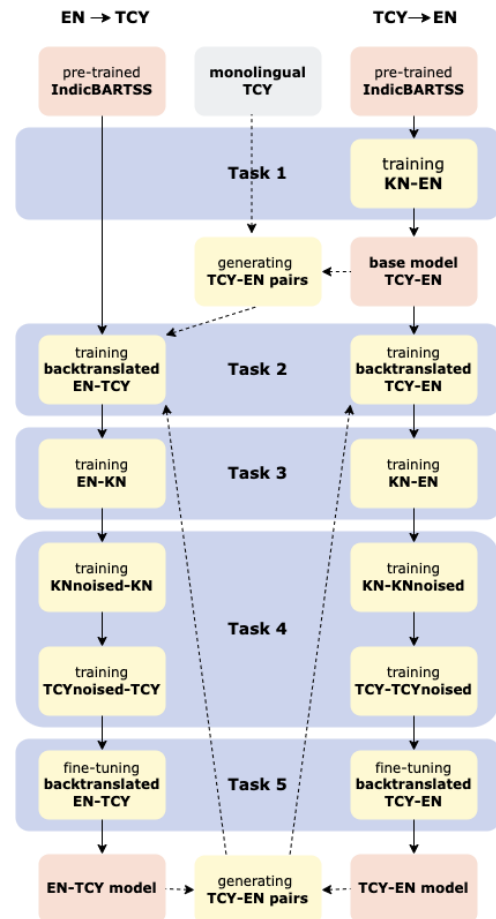 EN → TCY
TCY → EN
pre-trained
IndicBARTSS
monolingual
TCY
pre-trained
IndicBARTSS
Task 1
training
KN-EN
generating
TCY-EN pairs
base model
TCY-EN
training
backtranslated
EN-TCY
Task 2
training
backtranslated
TCY-EN
training
EN-KN
Task 3
training
KN-EN
training
KNnoised-KN
training
KN-KNnoised
Task 4
training
TCYnoised-TCY
training
TCY-TCYnoised
fine-tuning
backtranslated
EN-TCY
Task 5
fine-tuning
backtranslated
TCY-EN
EN-TCY model
generating
TCY-EN pairs
TCY-EN model